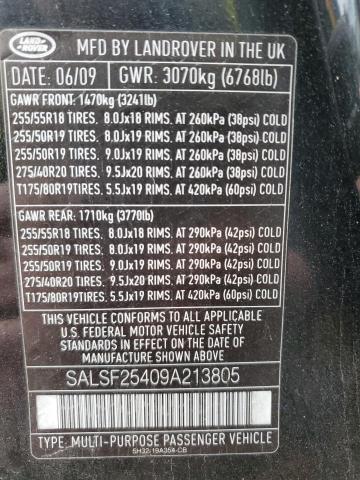 LAND
ROVER
MFD BY LANDROVER IN THE UK
DATE: 06/09 GWR: 3070kg (6768lb)
GAWR FRONT: 1470kg (3241lb)
255/55R18 TIRES. 8.0Jx18 RIMS. AT 260kPa (38psi) COLD
255/50R19 TIRES. 8.0Jx19 RIMS. AT 260kPa (38psi) COLD
255/50R19 TIRES. 9.0Jx19 RIMS. AT 260kPa (38psi) COLD
275/40R20 TIRES. 9.5Jx20 RIMS. AT 260kPa (38psi) COLD
T175/80R19TIRES. 5.5Jx19 RIMS. AT 420kPa (60psi) COLD
GAWR REAR: 1710kg (3770lb)
255/55R18 TIRES. 8.0Jx18 RIMS. AT 290kPa (42psi) COLD
255/50R19 TIRES. 8.0Jx19 RIMS. AT 290kPa (42psi) COLD
255/50R19 TIRES. 9.0Jx19 RIMS. AT 290kPa (42psi) COLD
275/40R20 TIRES. 9.5Jx20 RIMS. AT 290kPa (42psi) COLD
T175/80R19TIRES. 5.5Jx19 RIMS. AT 420kPa (60psi) COLD
THIS VEHICLE CONFORMS TO ALL APPLICABLE
US FEDERAL MOTOR VEHICLE SAFETY AND
THEFT PREVENTION STANDARDS IN EFFECT ON
THE DATE OF MANUFACTURE SHOWN ABOVE.
SALSF25409A213805
TYPE: MULTI-PURPOSE PASSENGER VEHICLE
5H32-19A354-CB